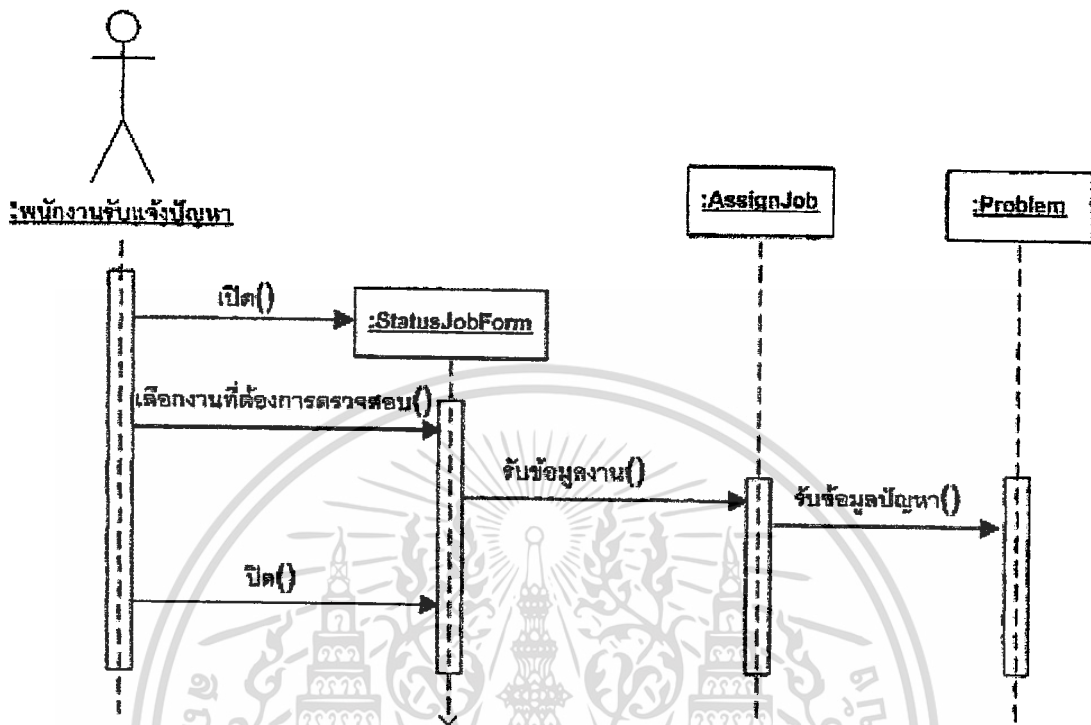 :พนักงานรับแจ้งปัญหา
:AssignJob
:Problem
เปิด()
:StatusJobForm
เลือกงานที่ต้องการตรวจสอบ()
รับข้อมูลงาน()
รับข้อมูลปัญหา()
ปิด()